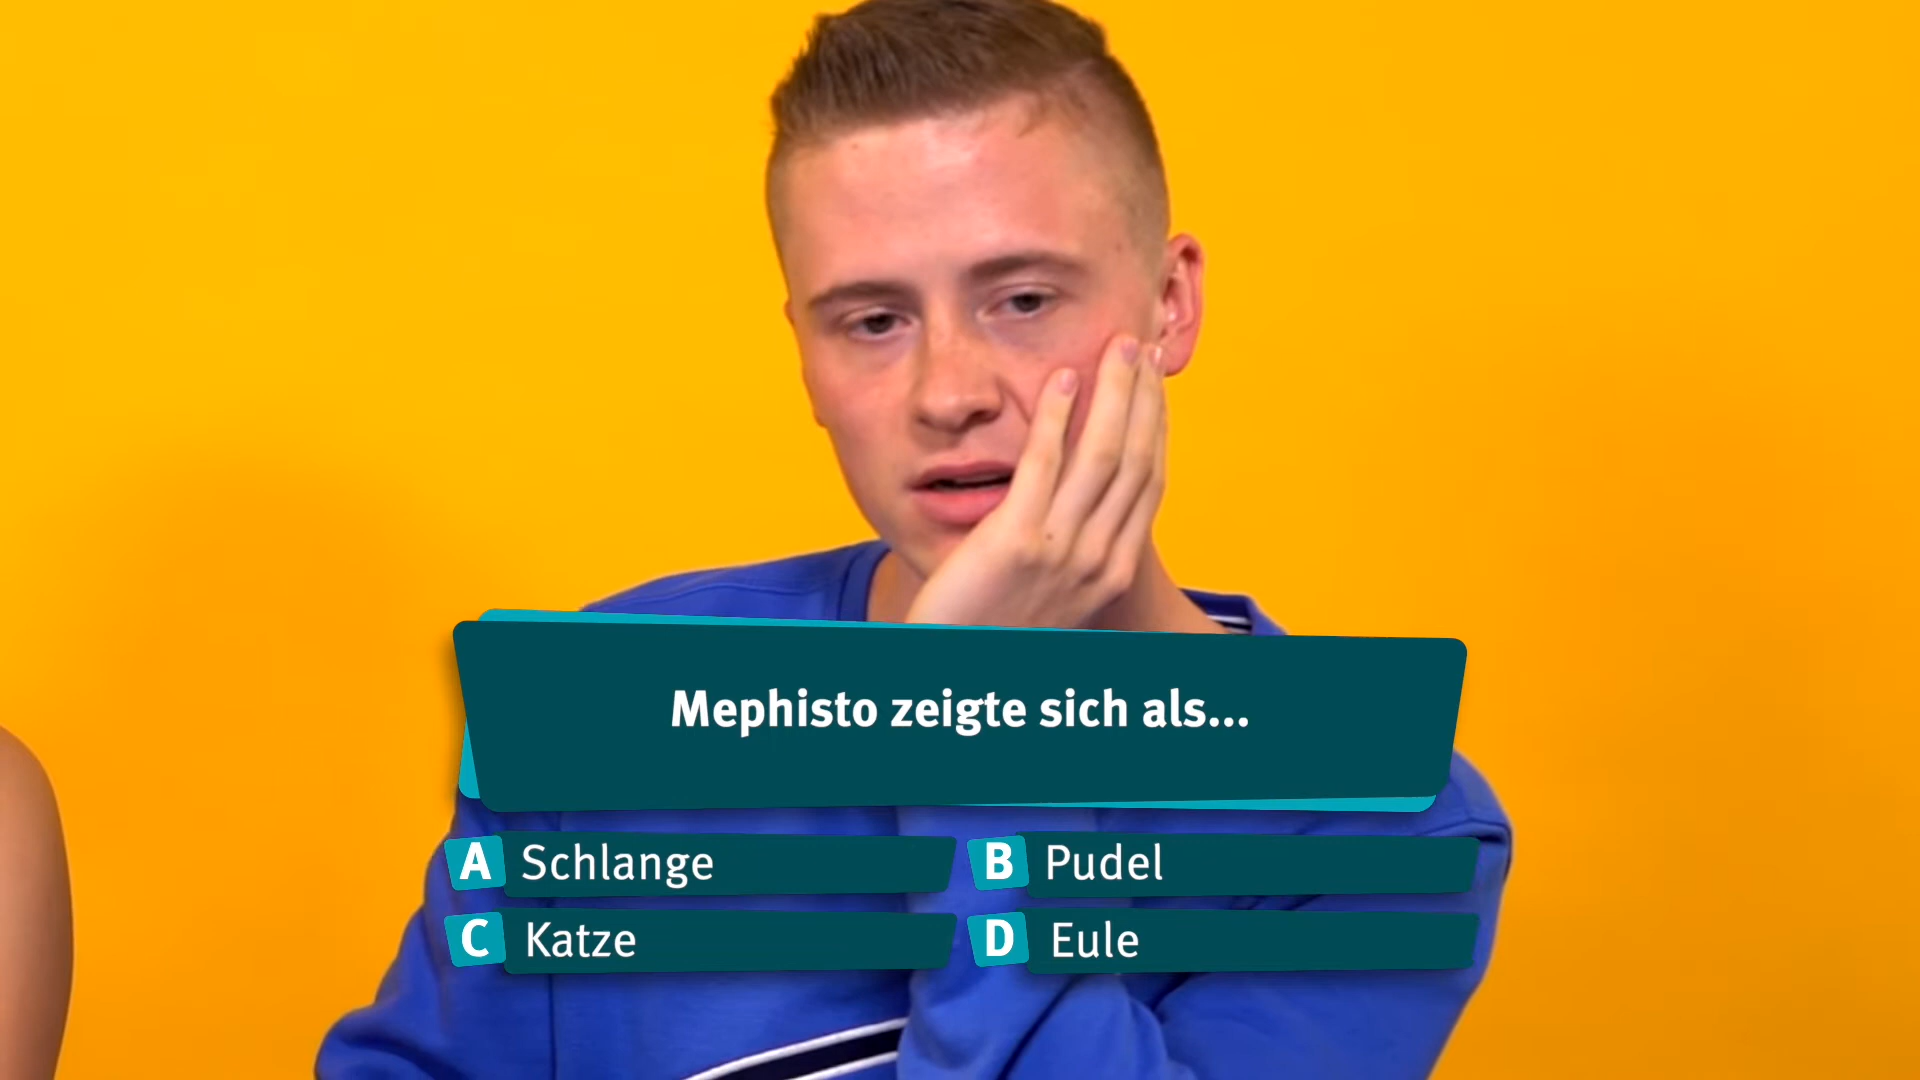 Mephisto zeigte sich als...
A Schlange
B Pudel
C Katze
D Eule